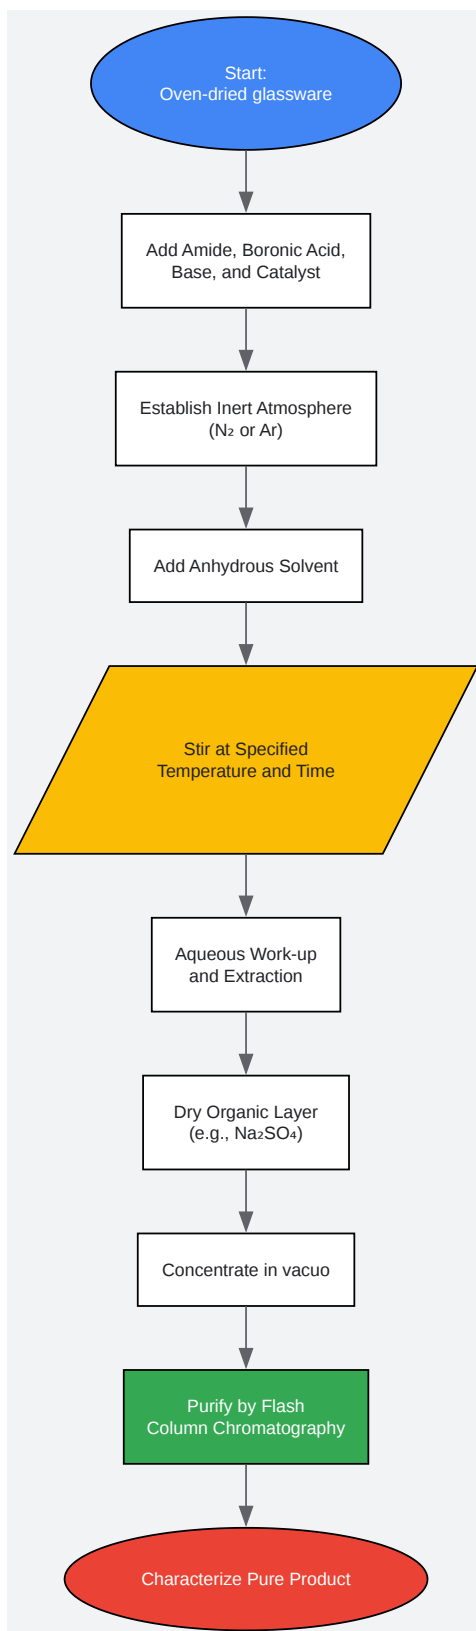 Start:
Oven-dried glassware
Add Amide, Boronic Acid,
Base, and Catalyst
Establish Inert Atmosphere
(N₂ or Ar)
Add Anhydrous Solvent
Stir at Specified
Temperature and Time
Aqueous Work-up
and Extraction
Dry Organic Layer
(e.g., Na₂SO₄)
Concentrate in vacuo
Purify by Flash
Column Chromatography
Characterize Pure Product